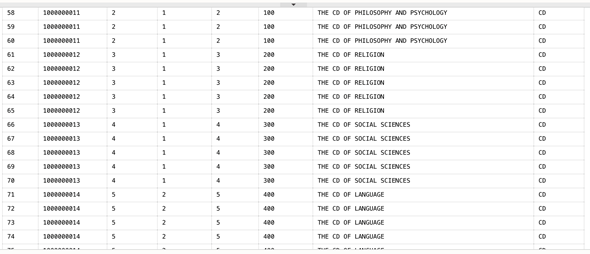 58 1000000011 2 1 2 100 THE CD OF PHILOSOPHY AND PSYCHOLOGY CD
59 1000000011 2 1 2 100 THE CD OF PHILOSOPHY AND PSYCHOLOGY CD
60 1000000011 2 1 2 100 THE CD OF PHILOSOPHY AND PSYCHOLOGY CD
61 1000000012 3 1 3 200 THE CD OF RELIGION CD
62 1000000012 3 1 3 200 THE CD OF RELIGION CD
63 1000000012 3 1 3 200 THE CD OF RELIGION CD
64 1000000012 3 1 3 200 THE CD OF RELIGION CD
65 1000000012 3 1 3 200 THE CD OF RELIGION CD
66 1000000013 4 1 4 300 THE CD OF SOCIAL SCIENCES CD
67 1000000013 4 1 4 300 THE CD OF SOCIAL SCIENCES CD
68 1000000013 4 1 4 300 THE CD OF SOCIAL SCIENCES CD
69 1000000013 4 1 4 300 THE CD OF SOCIAL SCIENCES CD
70 1000000013 4 1 4 300 THE CD OF SOCIAL SCIENCES CD
71 1000000014 5 2 5 400 THE CD OF LANGUAGE CD
72 1000000014 5 2 5 400 THE CD OF LANGUAGE CD
73 1000000014 5 2 5 400 THE CD OF LANGUAGE CD
74 1000000014 5 2 5 400 THE CD OF LANGUAGE CD